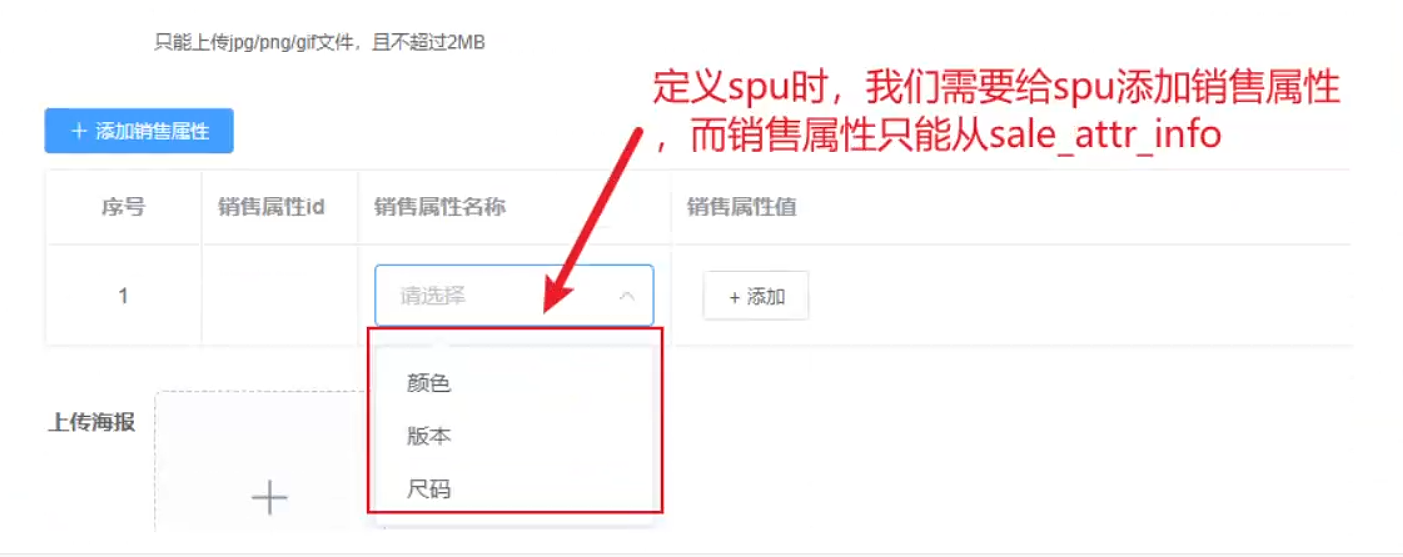 只能上传jpg/png/gif文件，且不超过2MB
定义spu时，我们需要给spu添加销售属性
，而销售属性只能从sale_attr_info
+ 添加销售属性
序号 销售属性id 销售属性名称 销售属性值
1 请选择 + 添加
颜色
版本
尺码
上传海报